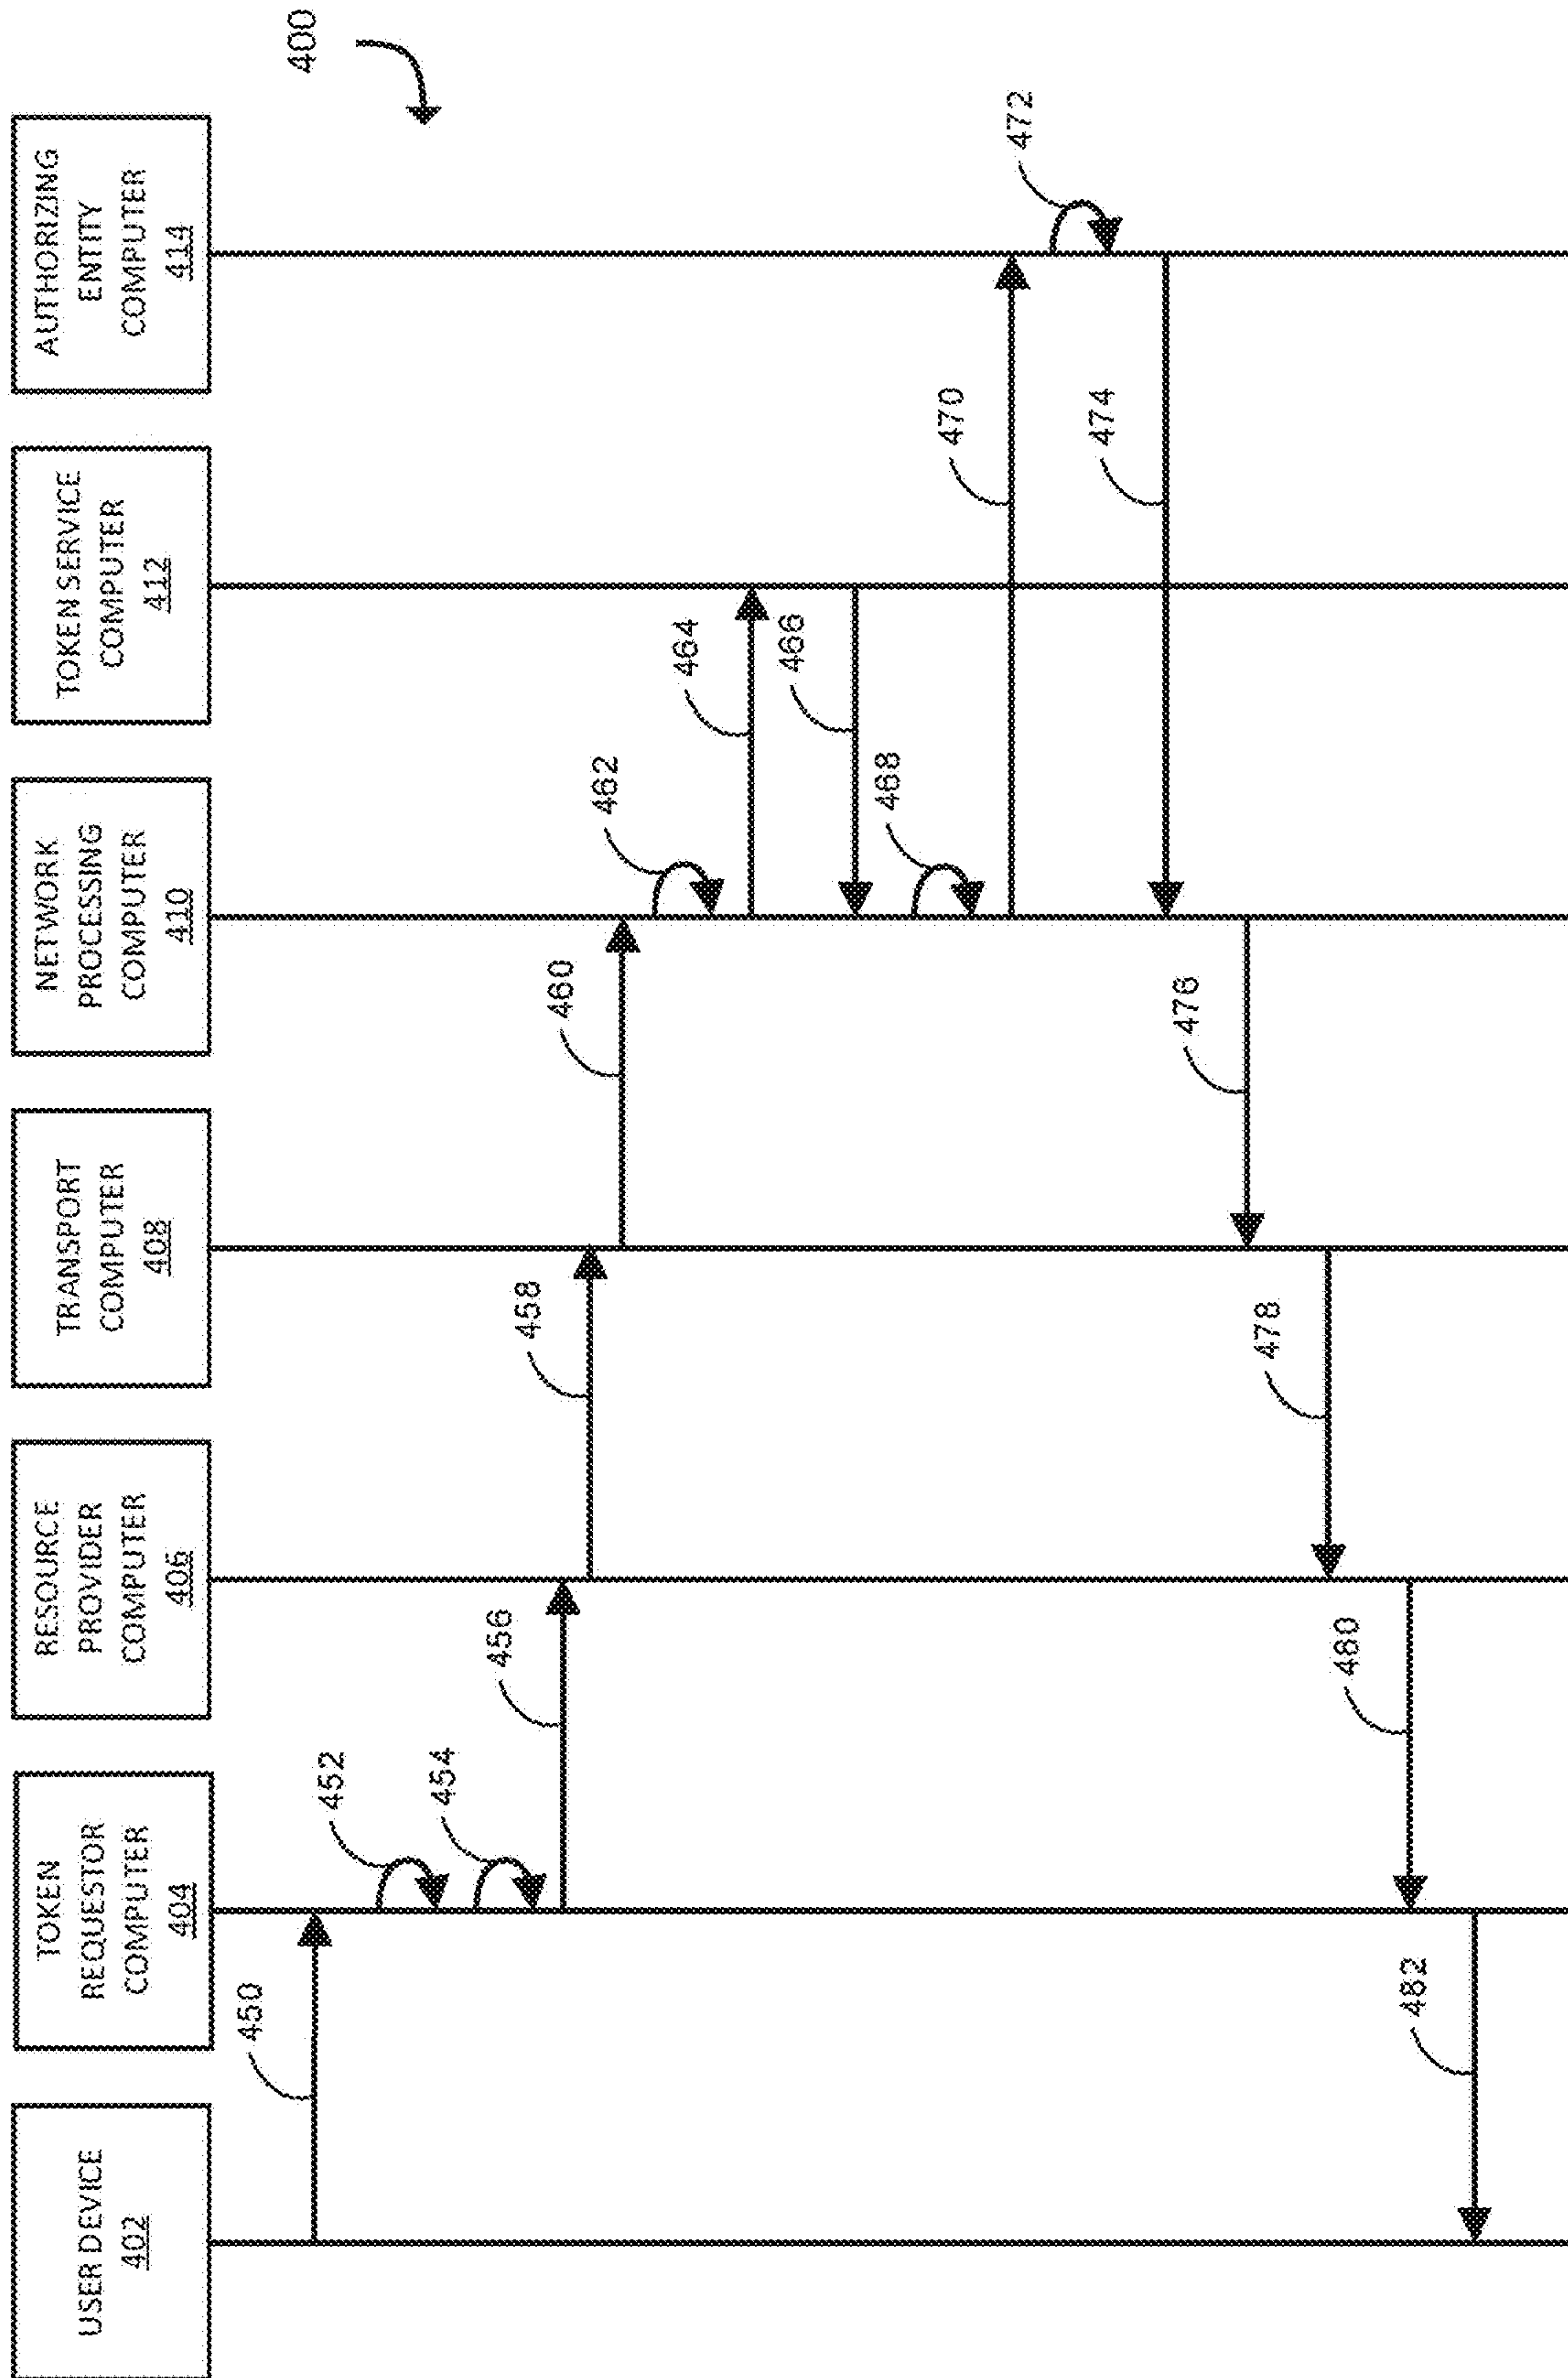 USER DEVICE
402
TOKEN
REQUESTOR
COMPUTER
404
RESOURCE
PROVIDER
COMPUTER
406
TRANSPORT
COMPUTER
408
NETWORK
PROCESSING
COMPUTER
410
TOKEN SERVICE
COMPUTER
412
AUTHORIZING
ENTITY
COMPUTER
414
400
450
452
454
456
458
460
462
464
466
468
470
472
474
476
478
480
482